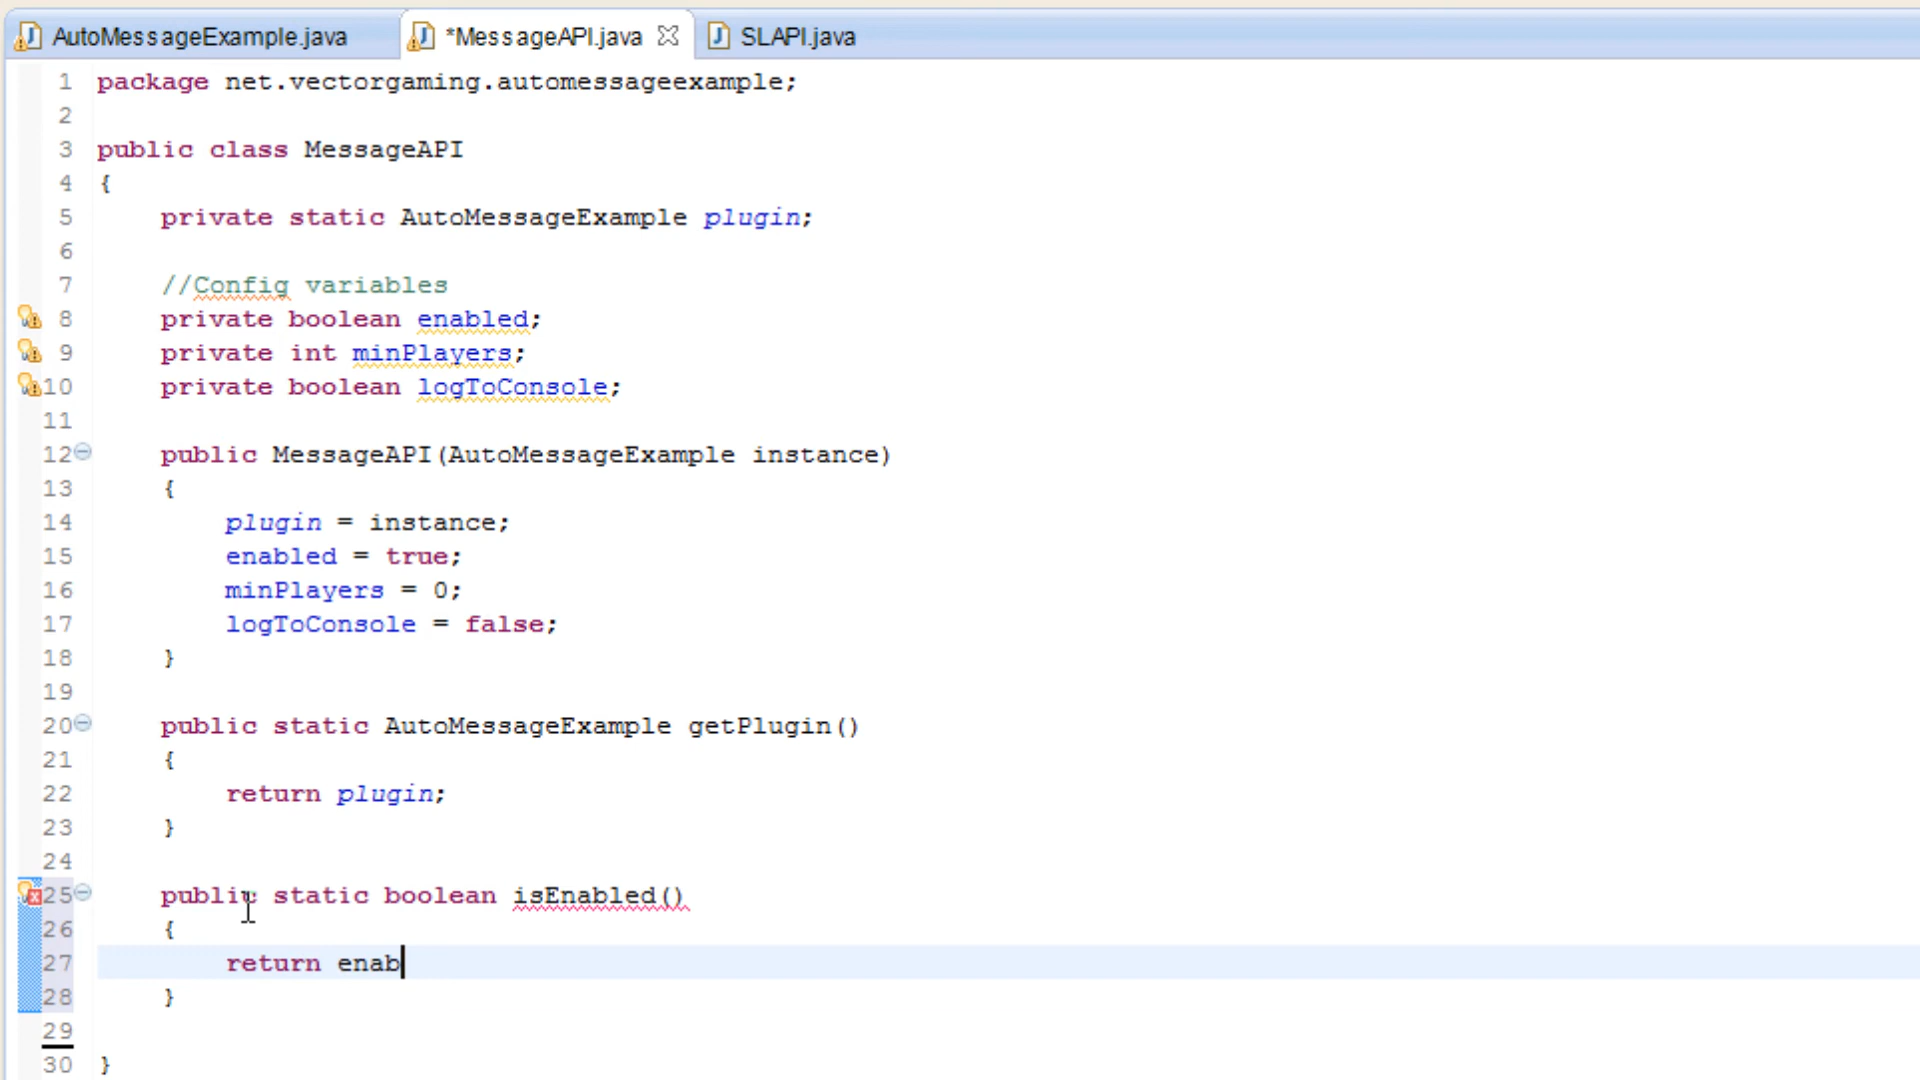 AutoMessageExample.java *MessageAPI.java SLAPI.java
1 package net.vectorgaming.automessageexample;
2
3 public class MessageAPI
4 {
5 private static AutoMessageExample plugin;
6
7 //Config variables
8 private boolean enabled;
9 private int minPlayers;
10 private boolean logToConsole;
11
12 public MessageAPI(AutoMessageExample instance)
13 {
14 plugin = instance;
15 enabled = true;
16 minPlayers = 0;
17 logToConsole = false;
18 }
19
20 public static AutoMessageExample getPlugin()
21 {
22 return plugin;
23 }
24
25 public static boolean isEnabled()
26 {
27 return enab
28 }
29
30 }